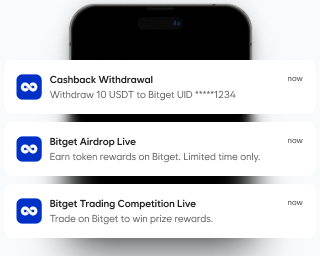 Cashback Withdrawal
now
Withdraw 10 USDT to Bitget UID *****1234
Bitget Airdrop Live
now
Earn token rewards on Bitget. Limited time only.
Bitget Trading Competition Live
now
Trade on Bitget to win prize rewards.